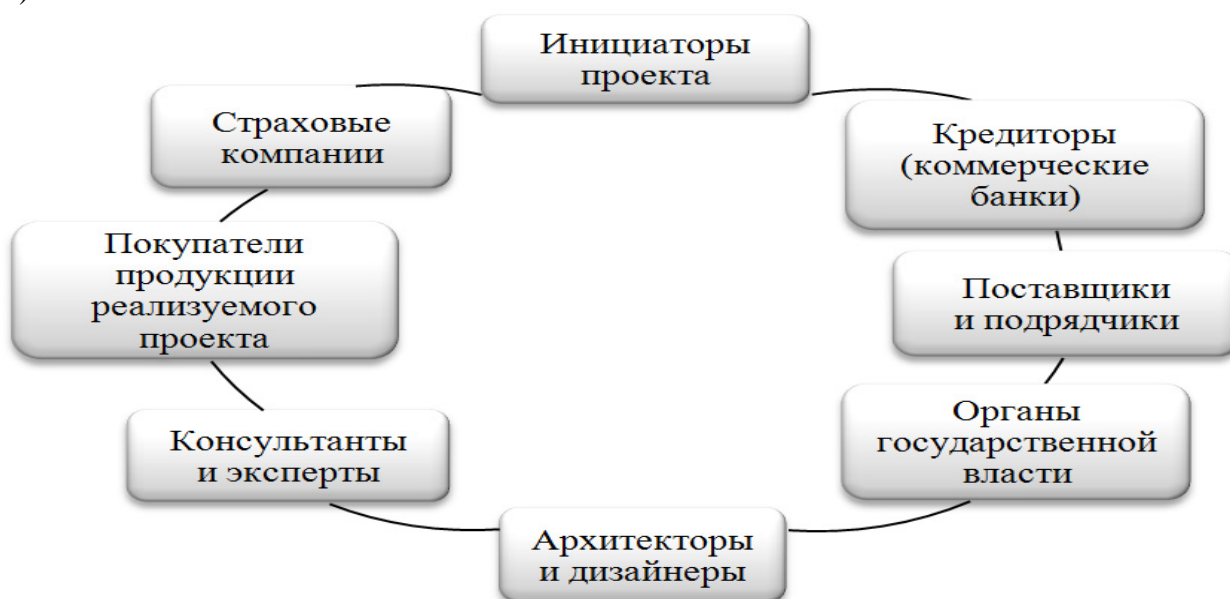 )
Инициаторы
проекта
Кредиторы
(коммерческие
банки)
Поставщики
и подрядчики
Органы
государственной
власти
Архитекторы
и дизайнеры
Консультанты
и эксперты
Покупатели
продукции
реализуемого
проекта
Страховые
компании